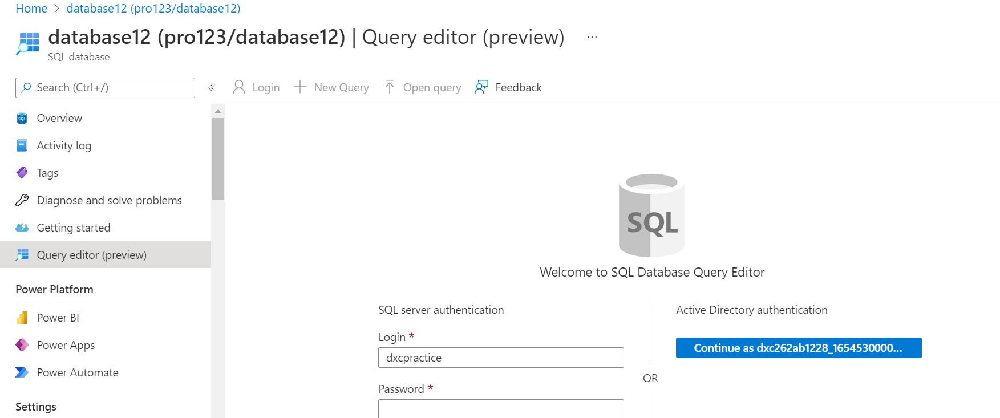 Home > database12 (pro123/database12)
database12 (pro123/database12) | Query editor (preview) ...
SQL database
Search (Ctrl+/) «
Login New Query Open query Feedback
SQL Overview
Activity log
Tags
Diagnose and solve problems
Getting started
Query editor (preview)
Power Platform
Power BI
Power Apps
Power Automate
Settings
SQL
Welcome to SQL Database Query Editor
SQL server authentication
Login *
dxcpractice
Password *
OR
Active Directory authentication
Continue as dxc262ab1228_1654530000...